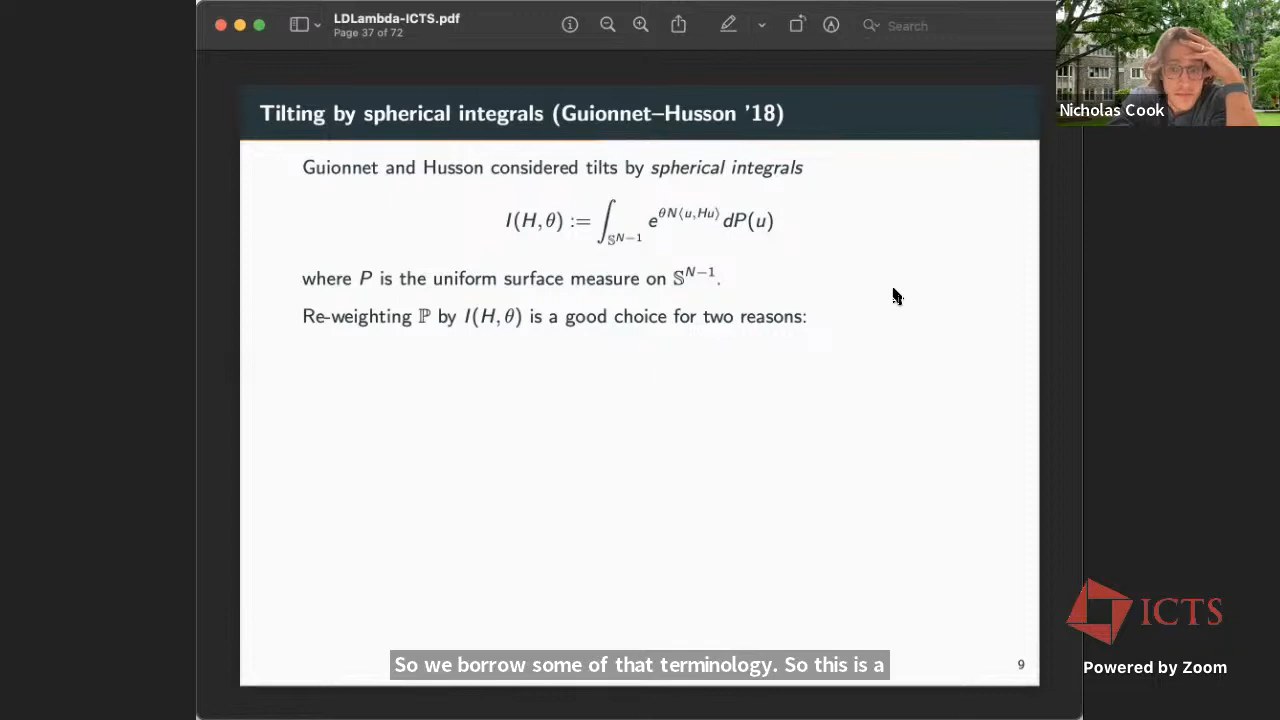 LDLambda-ICTS.pdf
Page 37 of 72
Search
Nicholas Cook
Tilting by spherical integrals (Guionnet–Husson '18)
Guionnet and Husson considered tilts by spherical integrals
I(H, θ) := ∫_{𝕊^{N−1}} e^{θN⟨u,Hu⟩} dP(u)
where P is the uniform surface measure on 𝕊^{N−1}.
Re-weighting ℙ by I(H, θ) is a good choice for two reasons:
So we borrow some of that terminology. So this is a
9
ICTS
Powered by Zoom